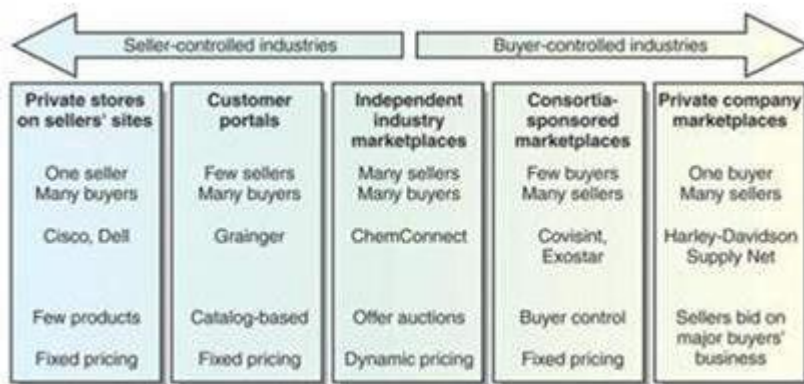 Seller-controlled industries
Buyer-controlled industries
Private stores
on sellers' sites
One seller
Many buyers
Cisco, Dell
Few products
Fixed pricing
Customer
portals
Few sellers
Many buyers
Grainger
Catalog-based
Fixed pricing
Independent
industry
marketplaces
Many sellers
Many buyers
ChemConnect
Offer auctions
Dynamic pricing
Consortia-
sponsored
marketplaces
Few buyers
Many sellers
Covisint,
Exostar
Buyer control
Fixed pricing
Private company
marketplaces
One buyer
Many sellers
Harley-Davidson
Supply Net
Sellers bid on
major buyers'
business